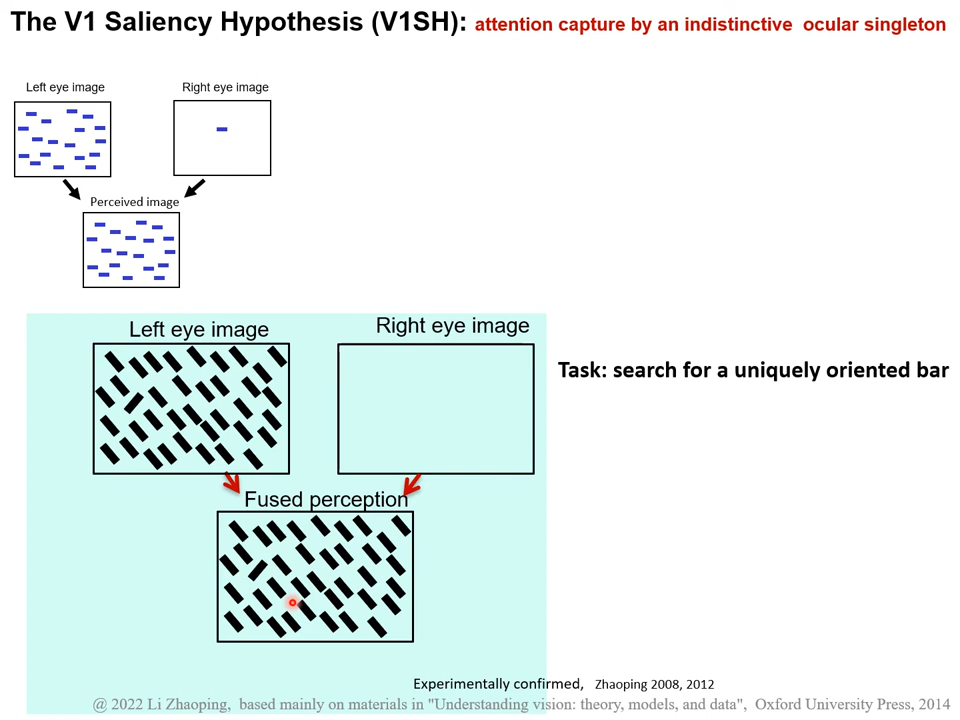 The V1 Saliency Hypothesis (V1SH): attention capture by an indistinctive ocular singleton
Left eye image
Right eye image
Perceived image
Left eye image
Right eye image
Task: search for a uniquely oriented bar
Fused perception
Experimentally confirmed, Zhaoping 2008, 2012
@ 2022 Li Zhaoping, based mainly on materials in "Understanding vision: theory, models, and data", Oxford University Press, 2014